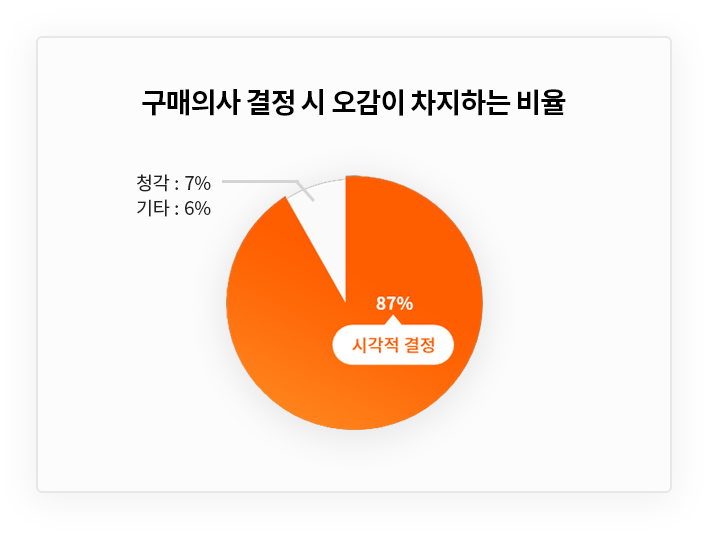 구매의사 결정 시 오감이 차지하는 비율
청각 : 7%
기타 : 6%
87%
시각적 결정